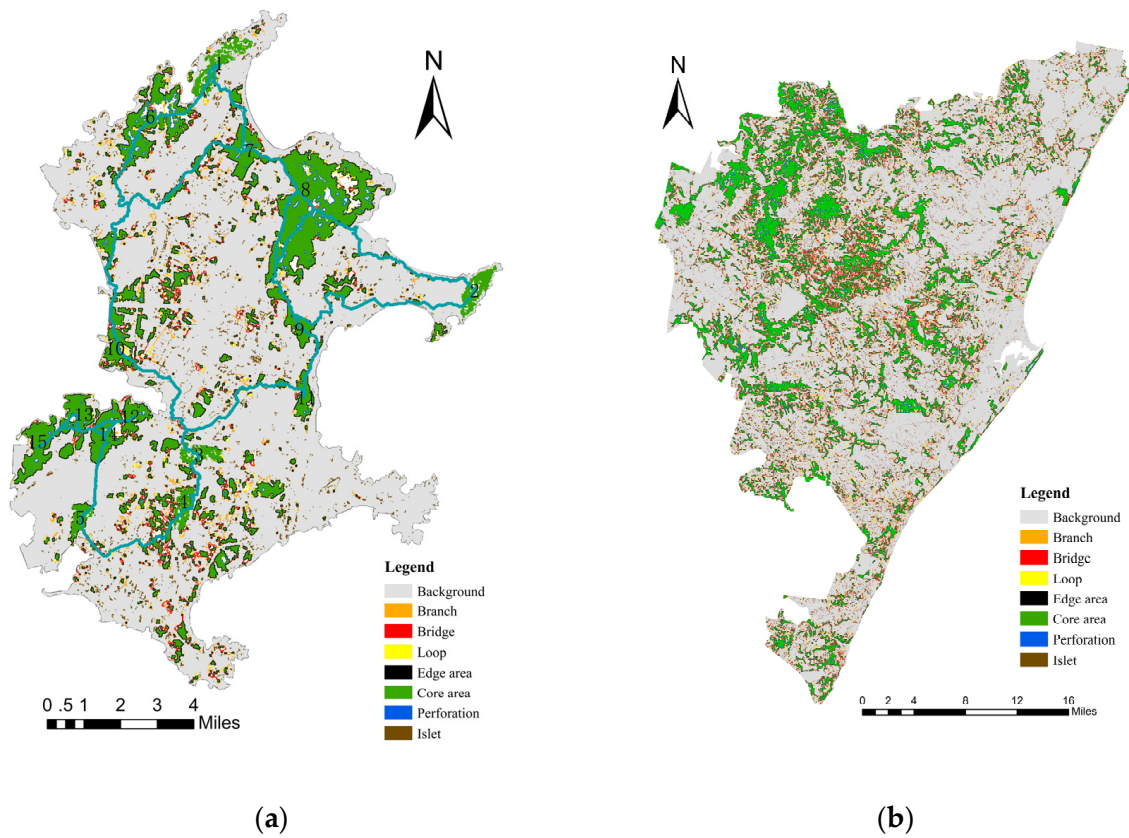 N
N
1
6
7
8
2
9
10
11
13
12
15
14
3
4
5
Legend
Background
Branch
Bridge
Loop
Edge area
Core area
Perforation
Islet
0 .5 1 2 3 4
Miles
Legend
Background
Branch
Bridge
Loop
Edge area
Core area
Perforation
Islet
0 2 4 8 12 16
Miles
(a)
(b)